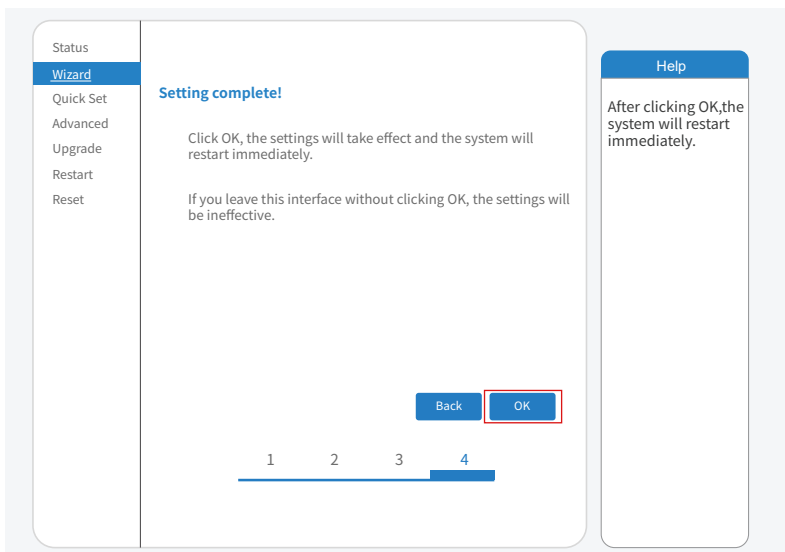 Status
Wizard
Quick Set
Advanced
Upgrade
Restart
Reset
Setting complete!
Click OK, the settings will take effect and the system will
restart immediately.
If you leave this interface without clicking OK, the settings will
be ineffective.
Back
OK
1 2 3 4
Help
After clicking OK,the
system will restart
immediately.